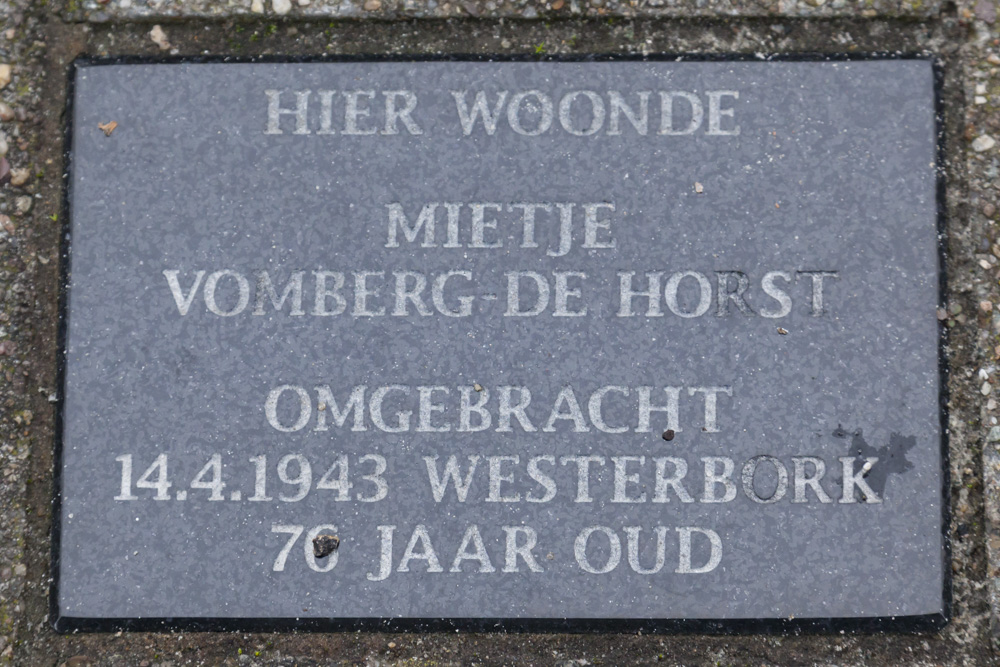 HIER WOONDE
MIETJE
VOMBERG-DE HORST
OMGEBRACHT
14.4.1943 WESTERBORK
76 JAAR OUD